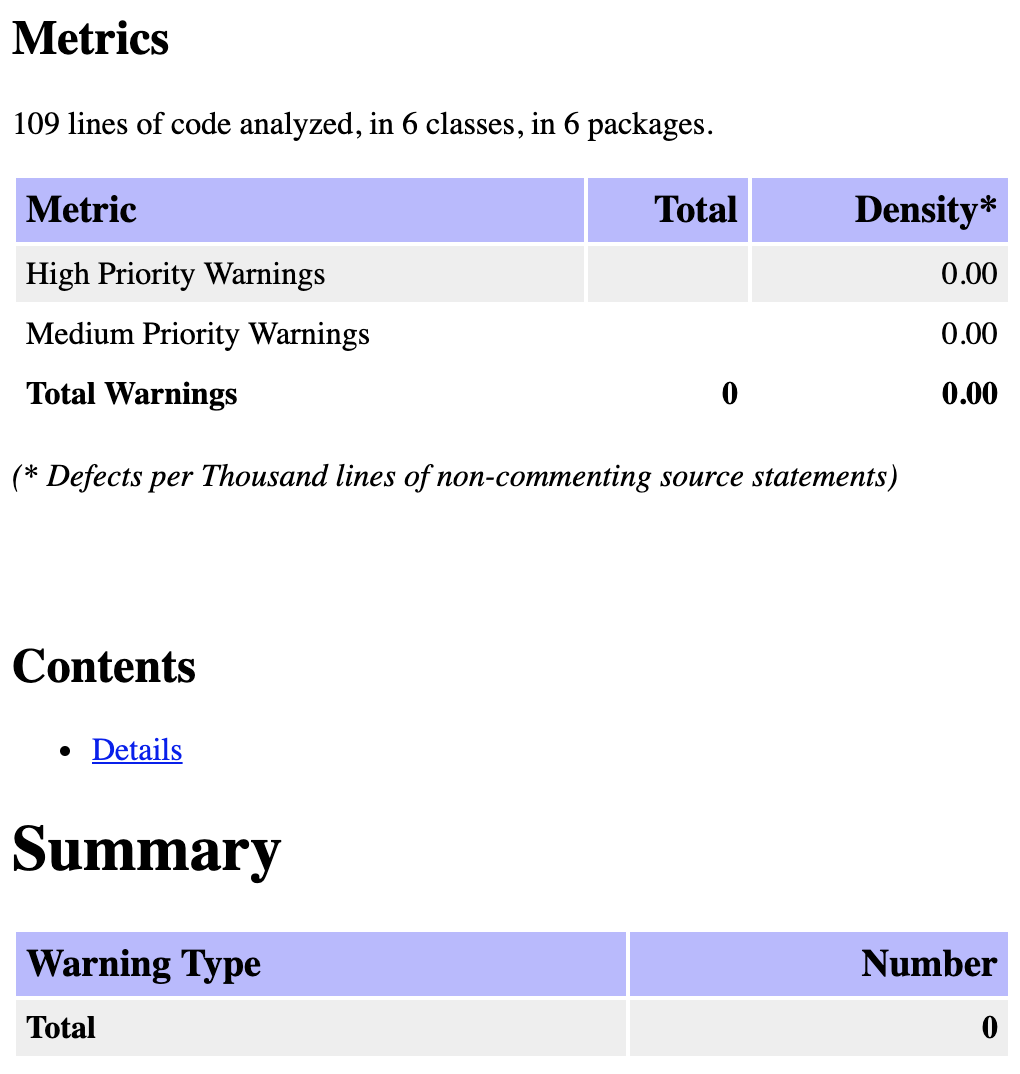 Metrics
109 lines of code analyzed, in 6 classes, in 6 packages.
Metric Total Density*
High Priority Warnings 0.00
Medium Priority Warnings 0.00
Total Warnings 0 0.00
(* Defects per Thousand lines of non-commenting source statements)
Contents
• Details
Summary
Warning Type Number
Total 0